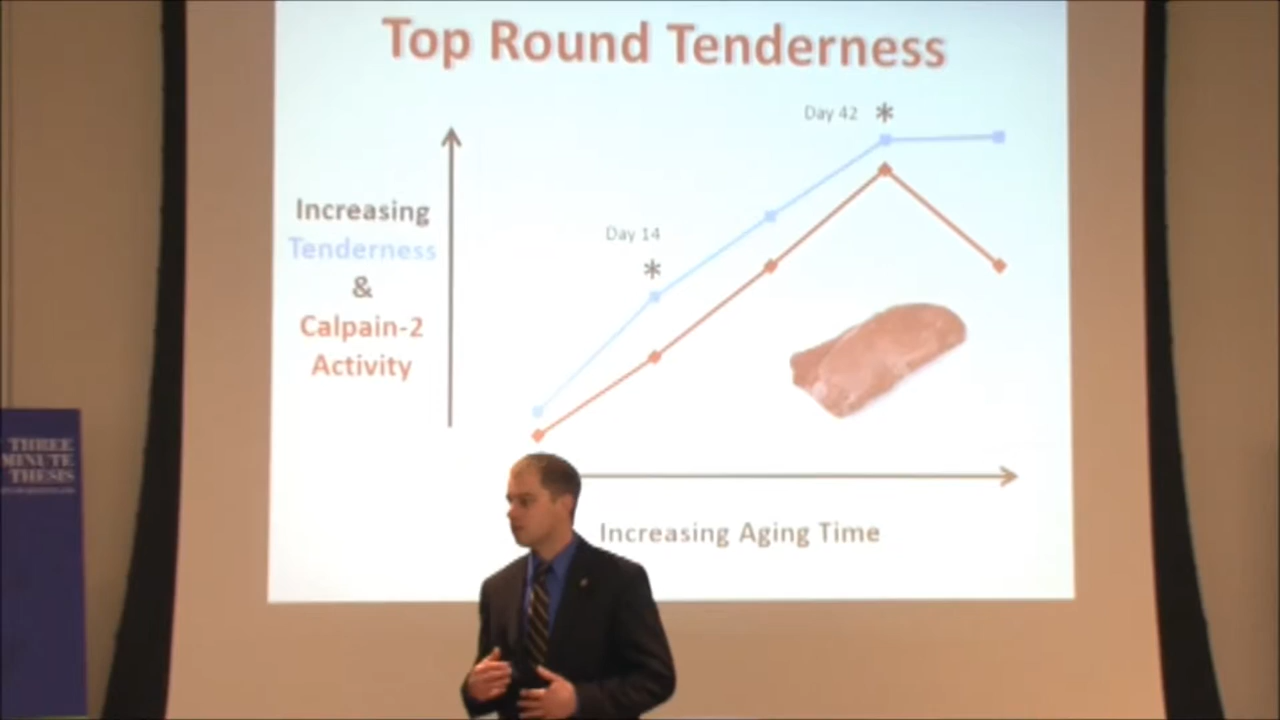 Top Round Tenderness
Day 42 *
Day 14
*
Increasing
Tenderness
&
Calpain-2
Activity
Increasing Aging Time
THREE
MINUTE
THESIS